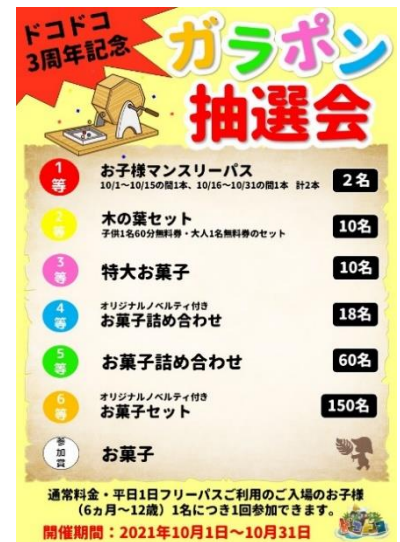 ドコドコ
3周年記念
ガラポン
抽選会
1等
お子様マンスリーパス
10/1～10/15の間1本、10/16～10/31の間1本 計2本
2名
2等
木の葉セット
子供1名60分無料券・大人1名無料券のセット
10名
3等
特大お菓子
10名
4等
オリジナルノベルティ付き
お菓子詰め合わせ
18名
5等
お菓子詰め合わせ
60名
6等
オリジナルノベルティ付き
お菓子セット
150名
参加賞
お菓子
通常料金・平日1日フリーパスご利用のご入場のお子様
（6ヵ月～12歳）1名につき1回参加できます。
開催期間：2021年10月1日～10月31日
ドコドコ